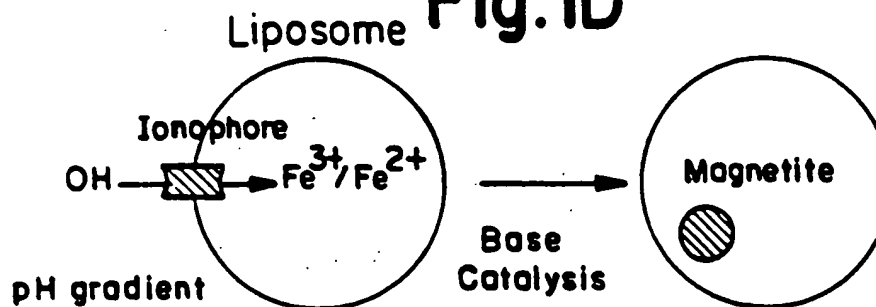 Fig. 1D
Liposome
Ionophore
OH
Fe3+/Fe2+
Magnetite
Base
Catalysis
pH gradient